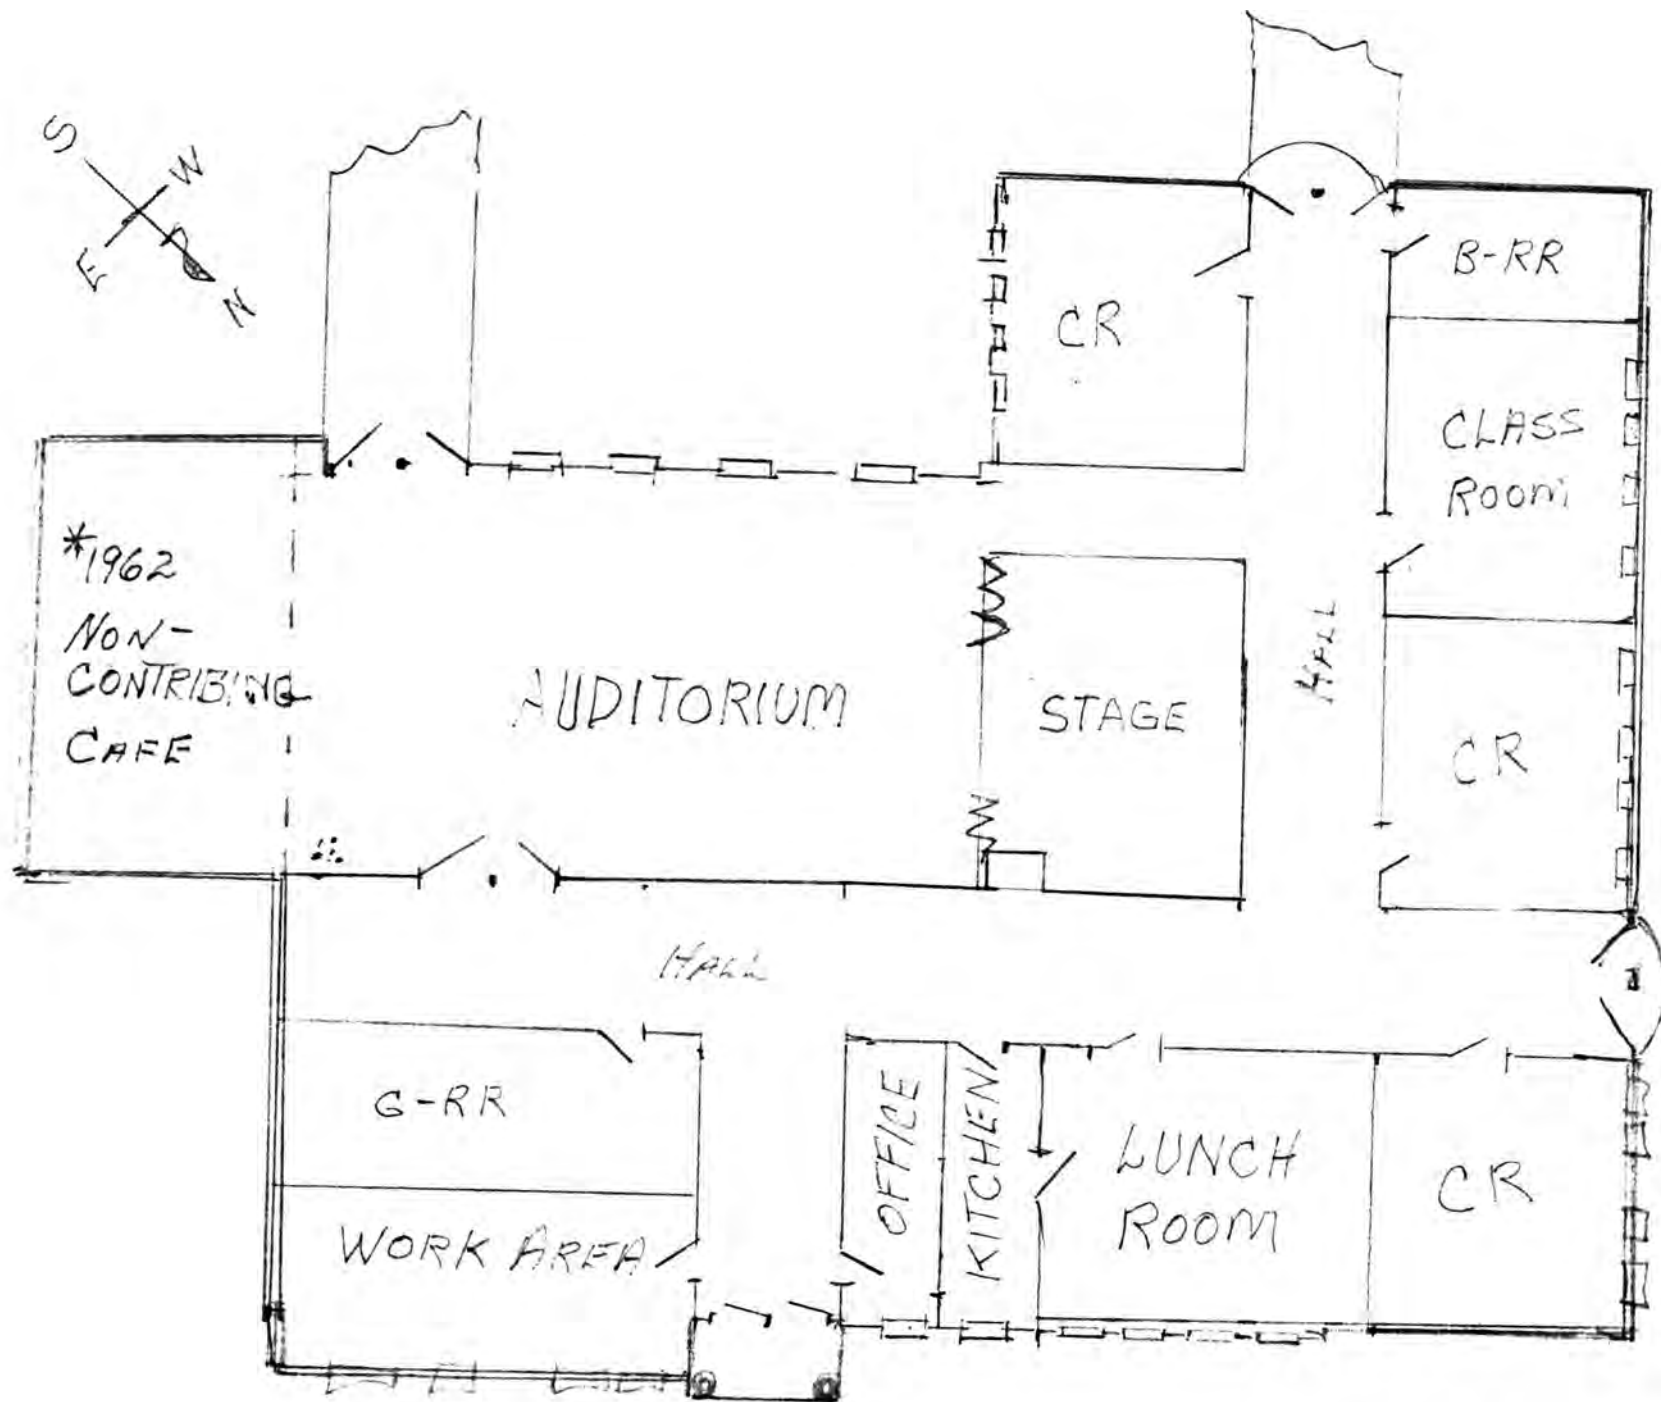 S
W
E
N
B-RR
CR
CLASS
ROOM
*1962
NON-
CONTRIBING
CAFE
AUDITORIUM
STAGE
HALL
CR
HALL
G-RR
OFFICE
KITCHEN
LUNCH
ROOM
CR
WORK AREA